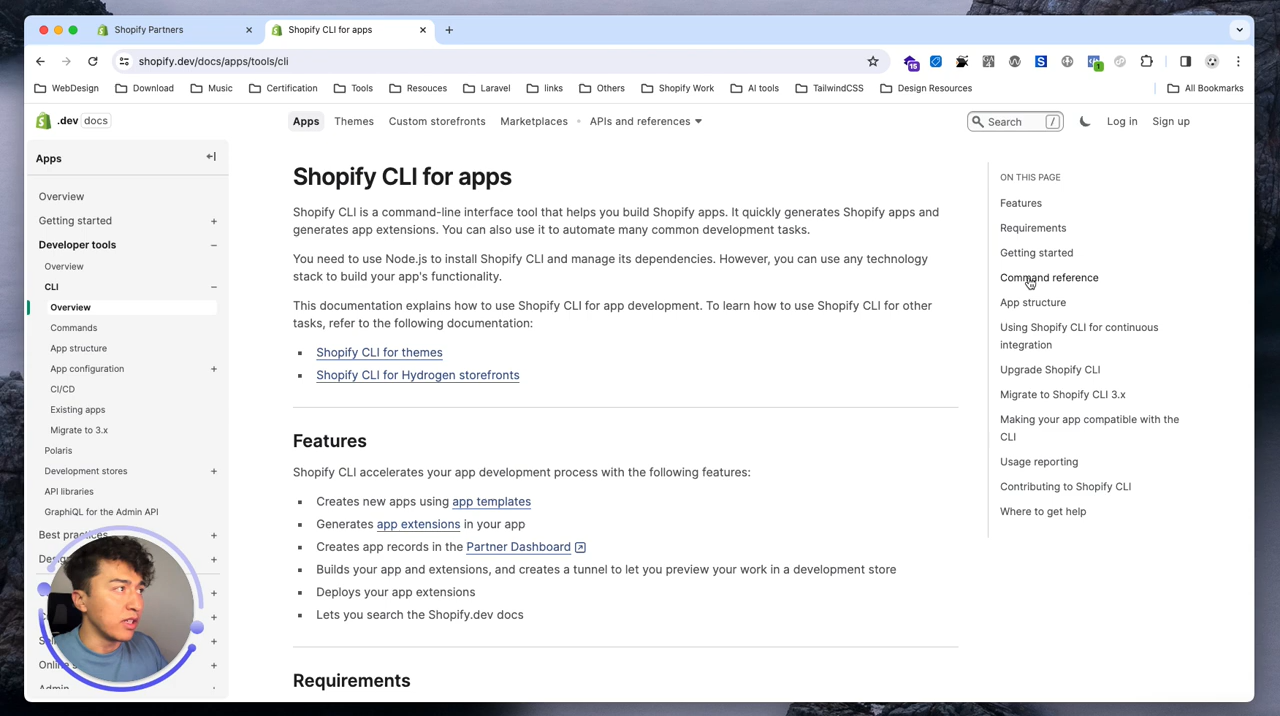 Shopify Partners
Shopify CLI for apps
shopify.dev/docs/apps/tools/cli
15
S
1
WebDesign
Download
Music
Certification
Tools
Resouces
Laravel
links
Others
Shopify Work
AI tools
TailwindCSS
Design Resources
All Bookmarks
.dev docs
Apps
Themes
Custom storefronts
Marketplaces
APIs and references
Search /
Log in
Sign up
Apps
Overview
Getting started
Developer tools
Overview
CLI
Overview
Commands
App structure
App configuration
CI/CD
Existing apps
Migrate to 3.x
Polaris
Development stores
API libraries
GraphiQL for the Admin API
Best practices
Shopify CLI for apps
Shopify CLI is a command-line interface tool that helps you build Shopify apps. It quickly generates Shopify apps and
generates app extensions. You can also use it to automate many common development tasks.
You need to use Node.js to install Shopify CLI and manage its dependencies. However, you can use any technology
stack to build your app's functionality.
This documentation explains how to use Shopify CLI for app development. To learn how to use Shopify CLI for other
tasks, refer to the following documentation:
Shopify CLI for themes
Shopify CLI for Hydrogen storefronts
Features
Shopify CLI accelerates your app development process with the following features:
Creates new apps using app templates
Generates app extensions in your app
Creates app records in the Partner Dashboard
Builds your app and extensions, and creates a tunnel to let you preview your work in a development store
Deploys your app extensions
Lets you search the Shopify.dev docs
Requirements
ON THIS PAGE
Features
Requirements
Getting started
Command reference
App structure
Using Shopify CLI for continuous
integration
Upgrade Shopify CLI
Migrate to Shopify CLI 3.x
Making your app compatible with the
CLI
Usage reporting
Contributing to Shopify CLI
Where to get help